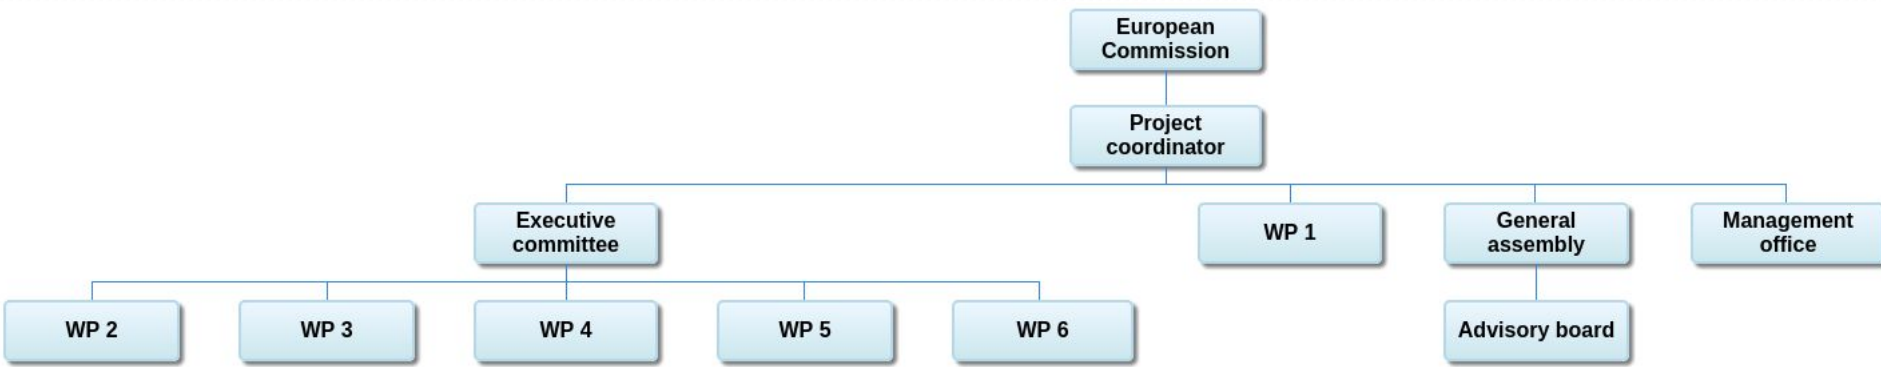 European
Commission
Project
coordinator
Executive
committee
WP 1
General
assembly
Management
office
WP 2
WP 3
WP 4
WP 5
WP 6
Advisory board